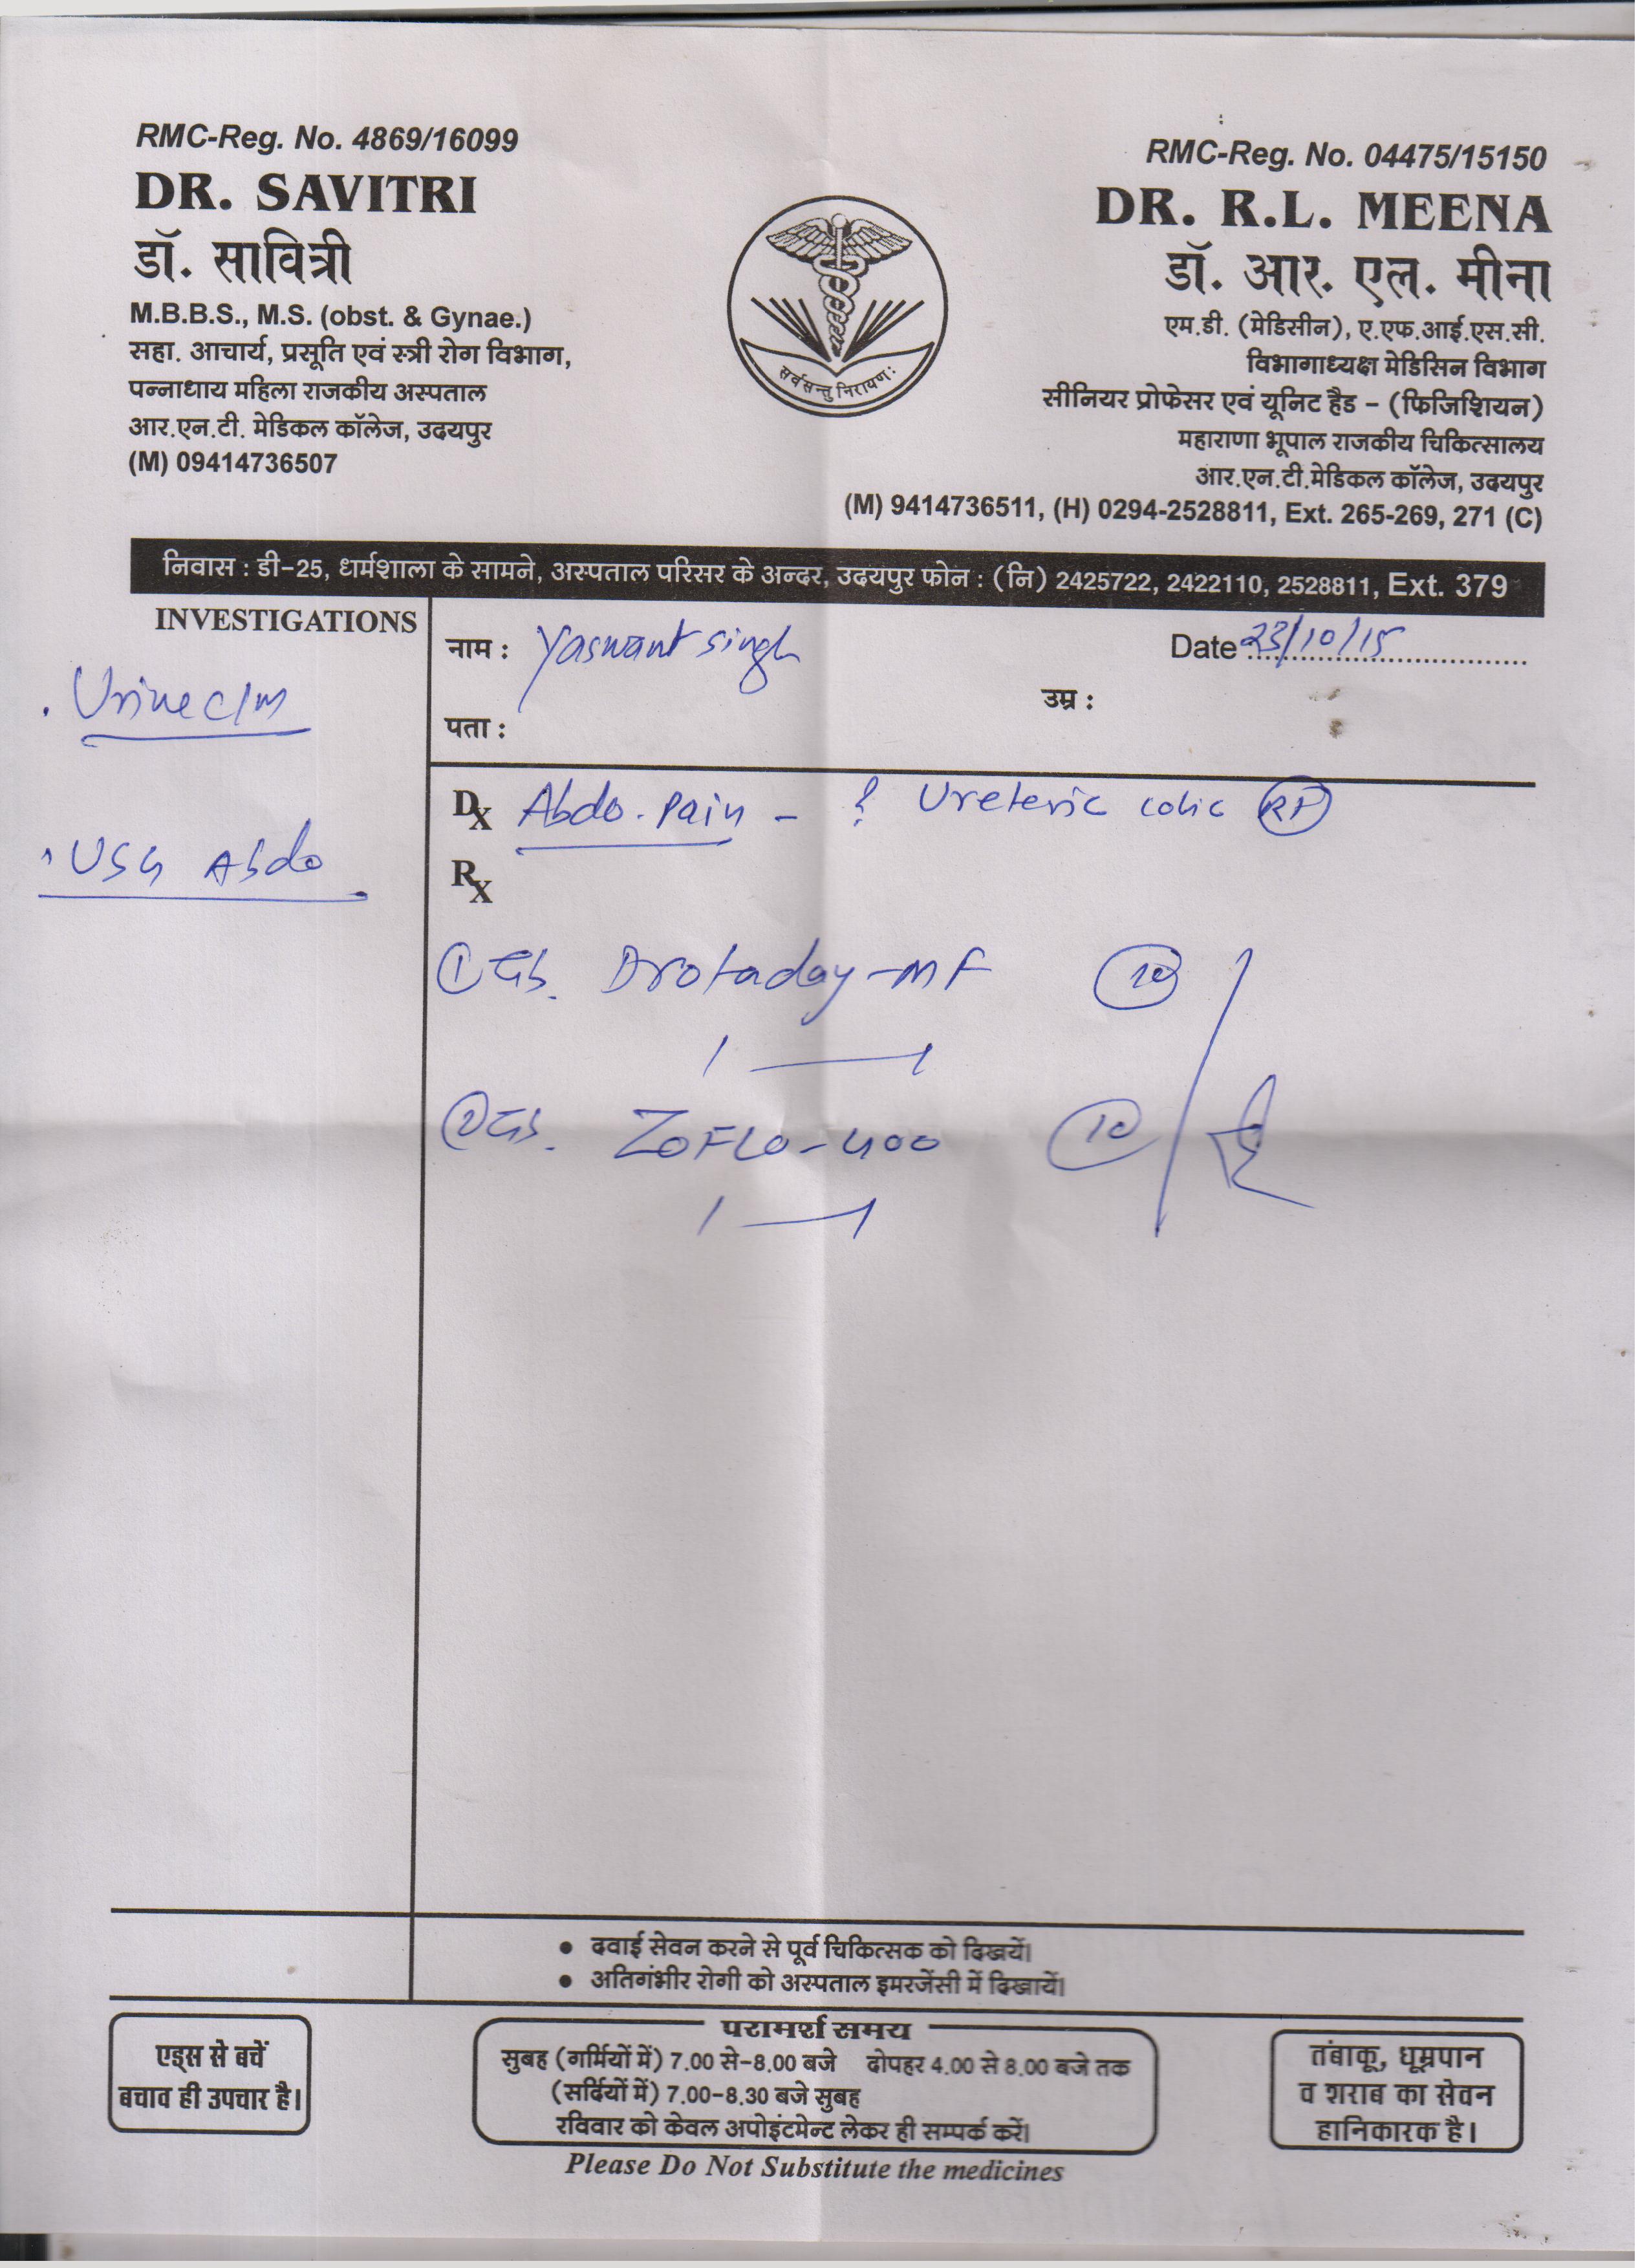 RMC-Reg. No. 4869/16099
DR. SAVITRI
डॉ. सावित्री
M.B.B.S., M.S. (obst. & Gynae.)
सहा. आचार्य, प्रसूति एवं स्त्री रोग विभाग,
पन्नाधाय महिला राजकीय अस्पताल
आर.एन.टी. मेडिकल कॉलेज, उदयपुर
(M) 09414736507
सर्वे सन्तु निरायणः
RMC-Reg. No. 04475/15150
DR. R.L. MEENA
डॉ. आर. एल. मीना
एम.डी. (मेडिसीन), ए.एफ.आई.एस.सी.
विभागाध्यक्ष मेडिसिन विभाग
सीनियर प्रोफेसर एवं यूनिट हैड - (फिजिशियन)
महाराणा भूपाल राजकीय चिकित्सालय
आर.एन.टी.मेडिकल कॉलेज, उदयपुर
(M) 9414736511, (H) 0294-2528811, Ext. 265-269, 271 (C)
निवास : डी-25, धर्मशाला के सामने, अस्पताल परिसर के अन्दर, उदयपुर फोन : (नि) 2425722, 2422110, 2528811, Ext. 379
INVESTIGATIONS
. Urine c/m
. USG Abdo
नाम : Yaswant singh Date 23/10/15
उम्र :
पता :
Dx Abdo. Pain - ? Ureteric colic (RT)
Rx
① Tab. Drotaday-MF (10)
1 — 1
② Tab. ZOFLO-400 (10)
1 — 1
• दवाई सेवन करने से पूर्व चिकित्सक को दिखायें।
• अतिगंभीर रोगी को अस्पताल इमरजेंसी में दिखायें।
एड्स से बचें
बचाव ही उपचार है।
परामर्श समय
सुबह (गर्मियों में) 7.00 से-8.00 बजे दोपहर 4.00 से 8.00 बजे तक
(सर्दियों में) 7.00-8.30 बजे सुबह
रविवार को केवल अपोइंटमेन्ट लेकर ही सम्पर्क करें।
तंबाकू, धूम्रपान
व शराब का सेवन
हानिकारक है।
Please Do Not Substitute the medicines